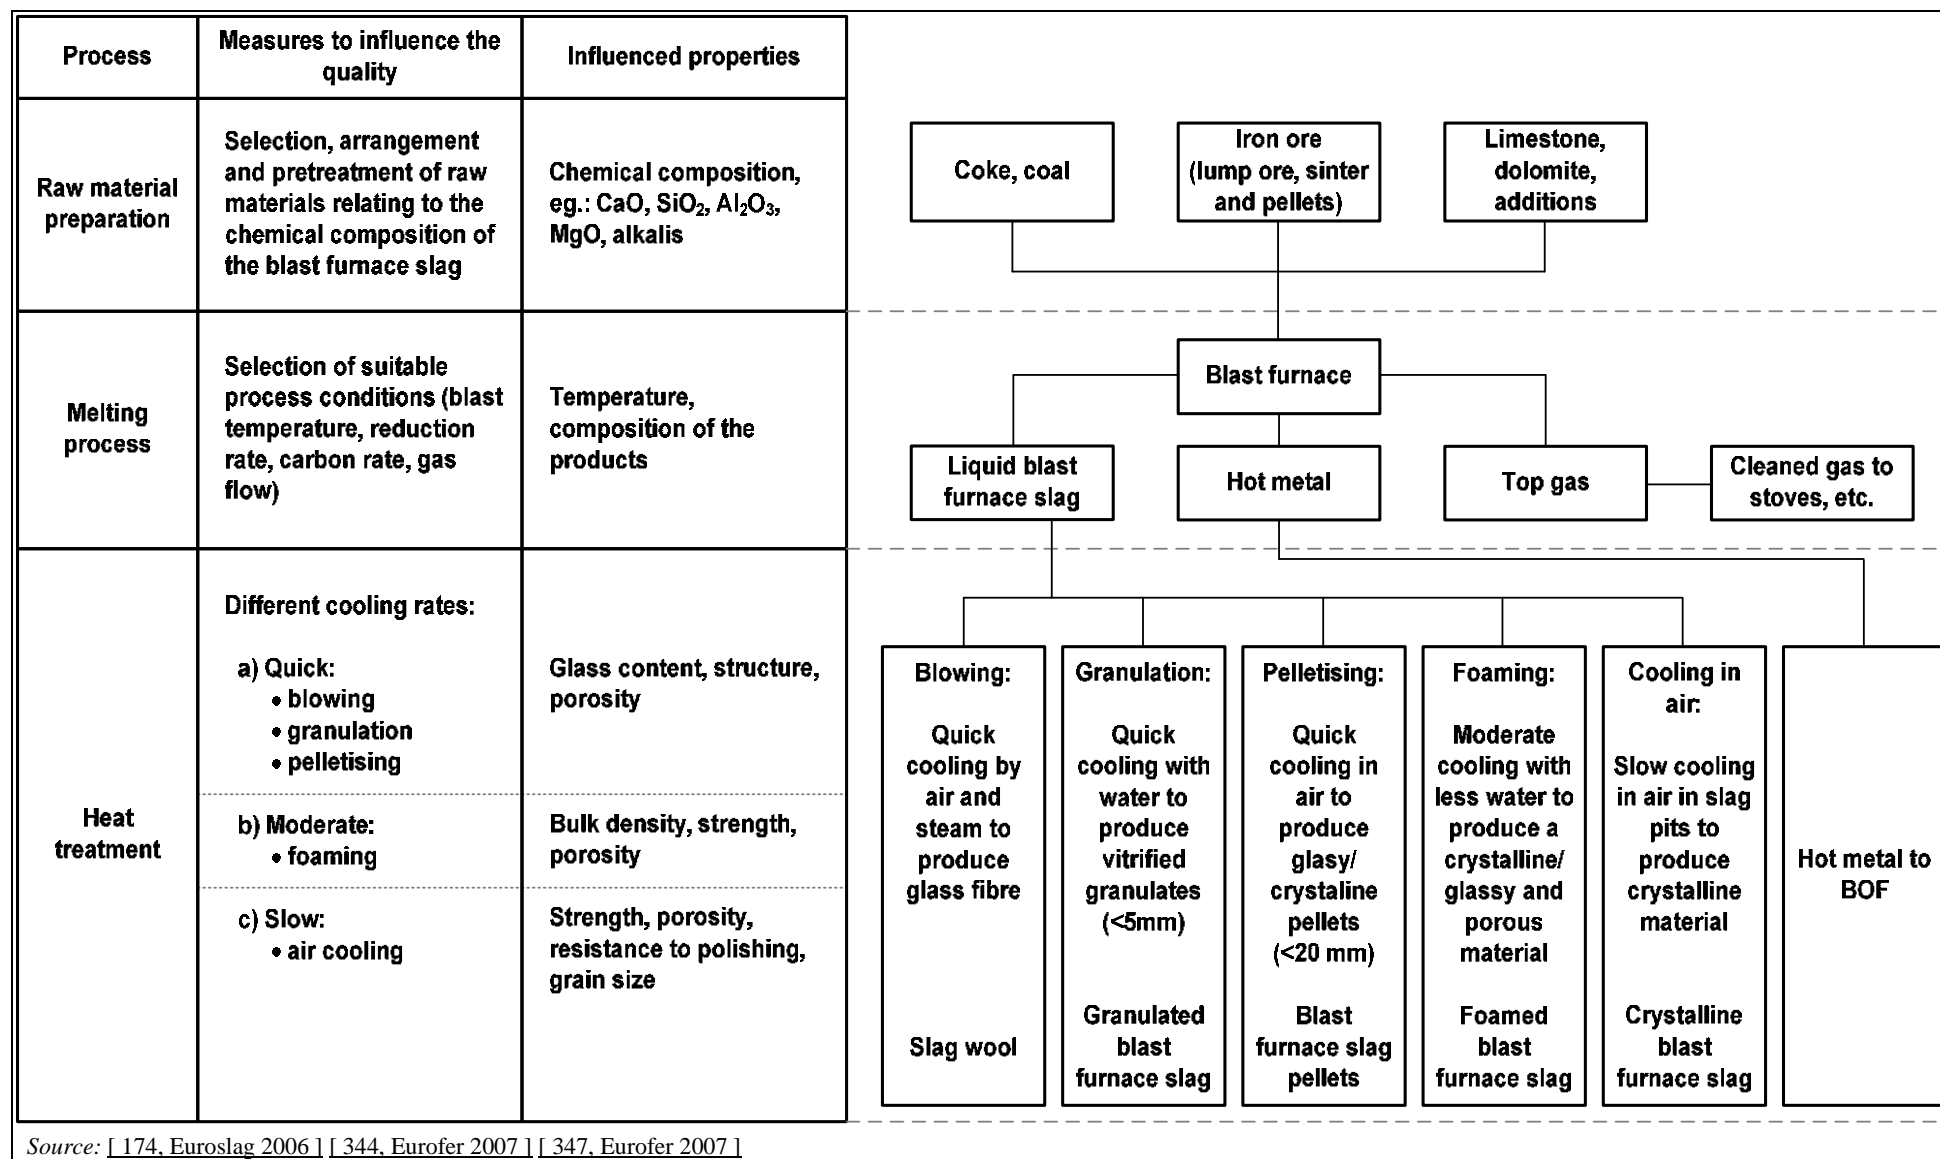 Process
Measures to influence the
quality
Influenced properties
Raw material
preparation
Selection, arrangement
and pretreatment of raw
materials relating to the
chemical composition of
the blast furnace slag
Chemical composition,
eg.: CaO, SiO₂, Al₂O₃,
MgO, alkalis
Coke, coal
Iron ore
(lump ore, sinter
and pellets)
Limestone,
dolomite,
additions
Melting
process
Selection of suitable
process conditions (blast
temperature, reduction
rate, carbon rate, gas
flow)
Temperature,
composition of the
products
Blast furnace
Liquid blast
furnace slag
Hot metal
Top gas
Cleaned gas to
stoves, etc.
Heat
treatment
Different cooling rates:
a) Quick:
• blowing
• granulation
• pelletising
Glass content, structure,
porosity
b) Moderate:
• foaming
Bulk density, strength,
porosity
c) Slow:
• air cooling
Strength, porosity,
resistance to polishing,
grain size
Blowing:
Quick
cooling by
air and
steam to
produce
glass fibre
Slag wool
Granulation:
Quick
cooling with
water to
produce
vitrified
granulates
(<5mm)
Granulated
blast
furnace slag
Pelletising:
Quick
cooling in
air to
produce
glasy/
crystaline
pellets
(<20 mm)
Blast
furnace slag
pellets
Foaming:
Moderate
cooling with
less water to
produce a
crystalline/
glassy and
porous
material
Foamed
blast
furnace slag
Cooling in
air:
Slow cooling
in air in slag
pits to
produce
crystalline
material
Crystalline
blast
furnace slag
Hot metal to
BOF
Source: [ 174, Euroslag 2006 ] [ 344, Eurofer 2007 ] [ 347, Eurofer 2007 ]